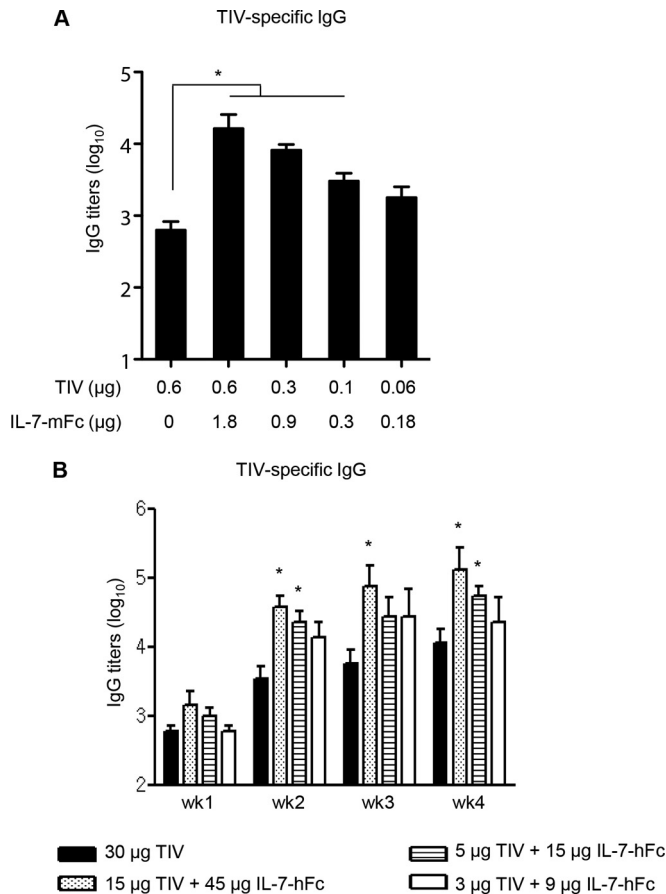 A
TIV-specific IgG
IgG titers (log10)
5
4
3
2
1
*
TIV (µg) 0.6 0.6 0.3 0.1 0.06
IL-7-mFc (µg) 0 1.8 0.9 0.3 0.18
B
TIV-specific IgG
IgG titers (log10)
6
5
4
3
2
* * * * *
wk1 wk2 wk3 wk4
30 µg TIV
15 µg TIV + 45 µg IL-7-hFc
5 µg TIV + 15 µg IL-7-hFc
3 µg TIV + 9 µg IL-7-hFc